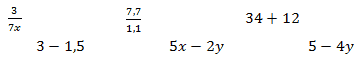 3/7x 7,7/1,1 34 + 12
3 − 1,5 5x − 2y 5 − 4y